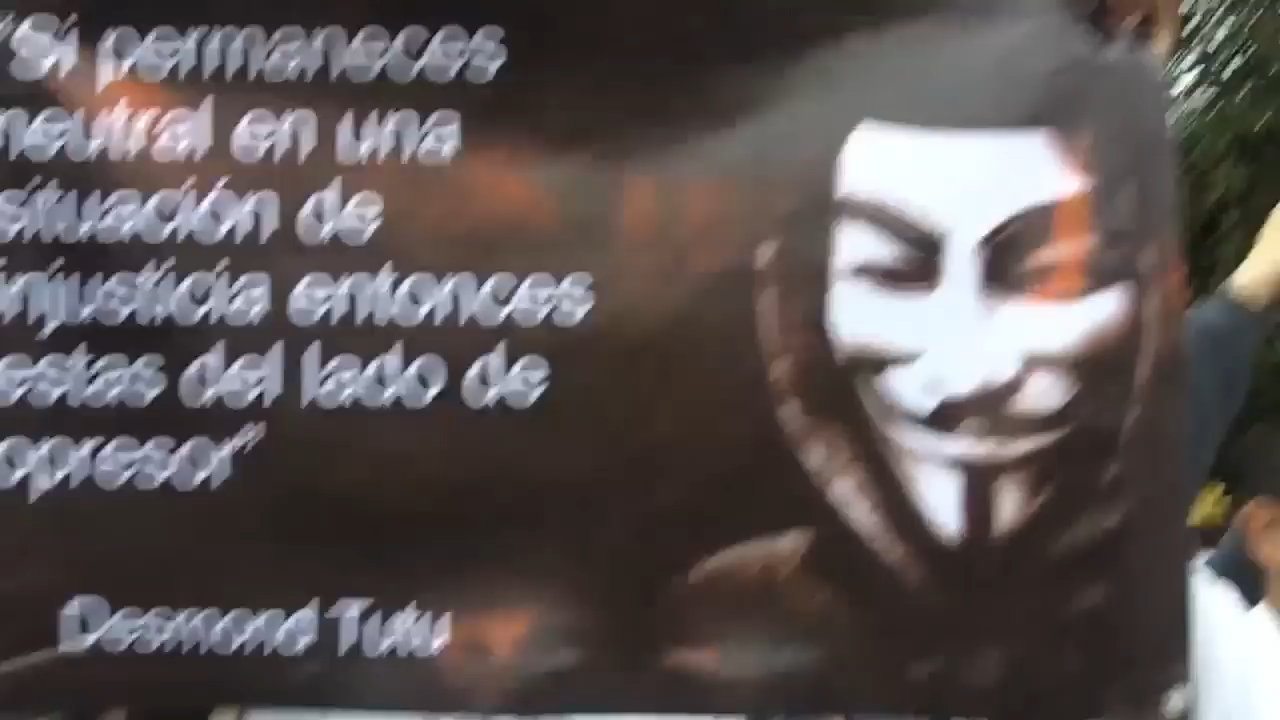 "Si permaneces
neutral en una
situación de
injusticia entonces
estas del lado de
opresor"
Desmond Tutu